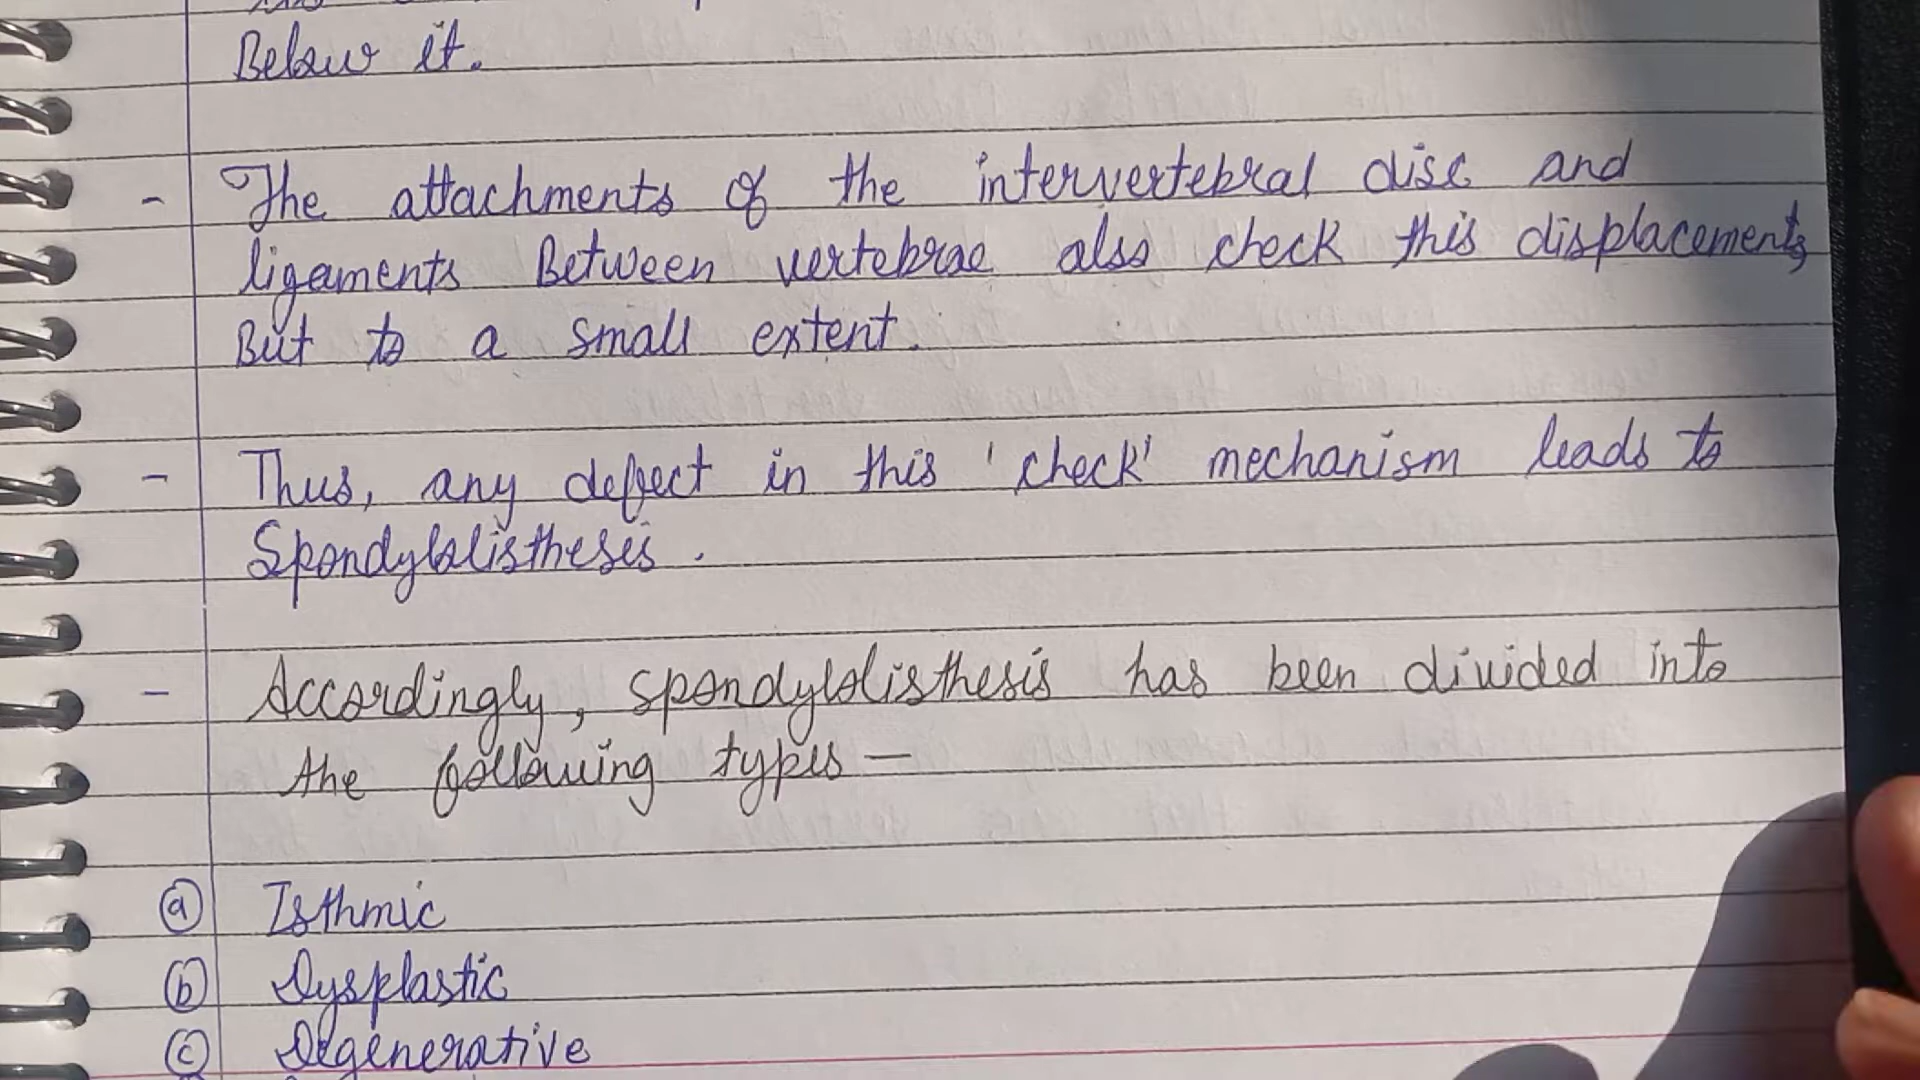 Below it.
- The attachments of the intervertebral disc and
ligaments Between vertebrae also check this displacements
But to a small extent.
- Thus, any defect in this 'check' mechanism leads to
Spondylolisthesis.
- Accordingly, spondylolisthesis has been divided into
the following types —
(a) Isthmic
(b) Dysplastic
(c) Degenerative